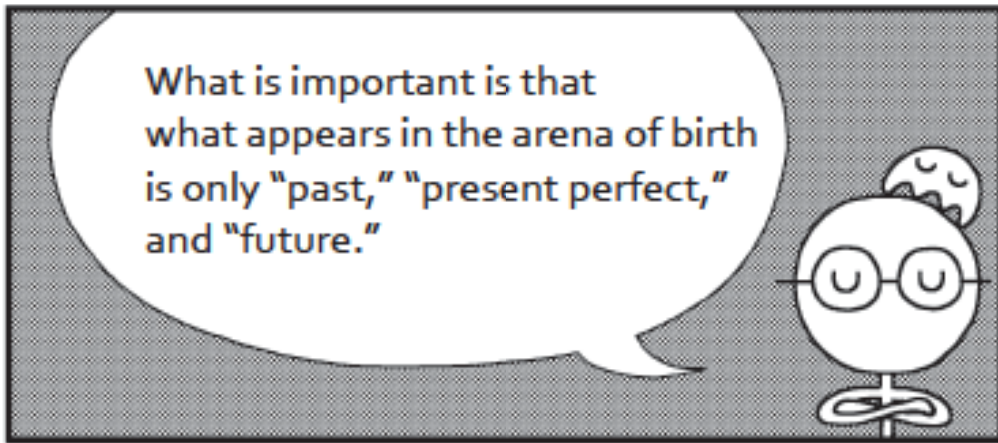 What is important is that
what appears in the arena of birth
is only “past,” “present perfect,”
and “future.”